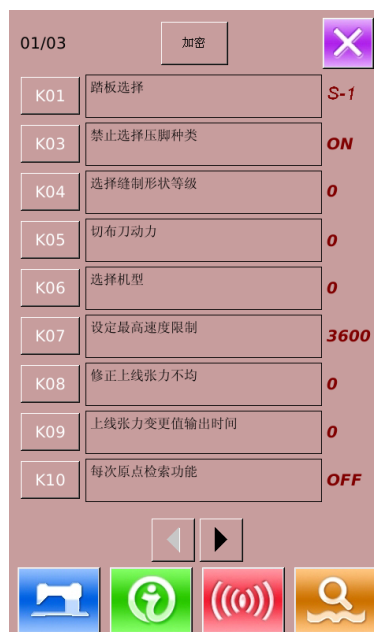 01/03
加密
K01 踏板选择 S-1
K03 禁止选择压脚种类 ON
K04 选择缝制形状等级 0
K05 切布刀动力 0
K06 选择机型 0
K07 设定最高速度限制 3600
K08 修正上线张力不均 0
K09 上线张力变更值输出时间 0
K10 每次原点检索功能 OFF